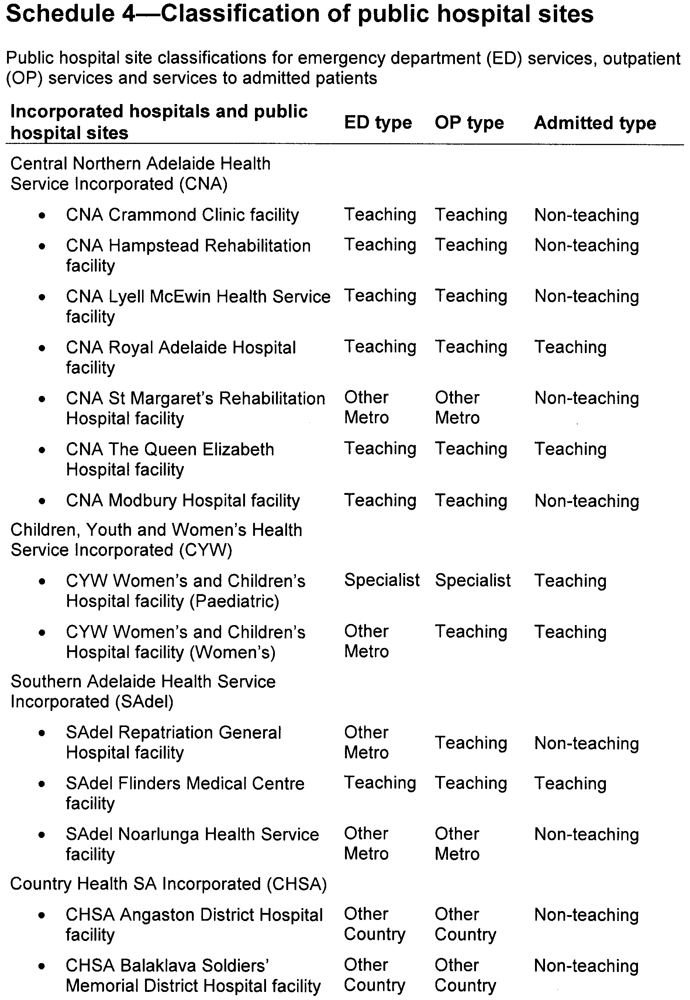 Schedule 4—Classification of public hospital sites
Public hospital site classifications for emergency department (ED) services, outpatient
(OP) services and services to admitted patients
Incorporated hospitals and public
hospital sites
ED type OP type Admitted type
Central Northern Adelaide Health
Service Incorporated (CNA)
• CNA Crammond Clinic facility Teaching Teaching Non-teaching
• CNA Hampstead Rehabilitation Teaching Teaching Non-teaching
facility
• CNA Lyell McEwin Health Service Teaching Teaching Non-teaching
facility
• CNA Royal Adelaide Hospital Teaching Teaching Teaching
facility
• CNA St Margaret's Rehabilitation Other Other Non-teaching
Hospital facility Metro Metro
• CNA The Queen Elizabeth Teaching Teaching Teaching
Hospital facility
• CNA Modbury Hospital facility Teaching Teaching Non-teaching
Children, Youth and Women's Health
Service Incorporated (CYW)
• CYW Women's and Children's Specialist Specialist Teaching
Hospital facility (Paediatric)
• CYW Women's and Children's Other Teaching Teaching
Hospital facility (Women's) Metro
Southern Adelaide Health Service
Incorporated (SAdel)
• SAdel Repatriation General Other
Hospital facility Metro Teaching Non-teaching
• SAdel Flinders Medical Centre Teaching Teaching Teaching
facility
• SAdel Noarlunga Health Service Other Other Non-teaching
facility Metro Metro
Country Health SA Incorporated (CHSA)
• CHSA Angaston District Hospital Other Other Non-teaching
facility Country Country
• CHSA Balaklava Soldiers' Other Other Non-teaching
Memorial District Hospital facility Country Country